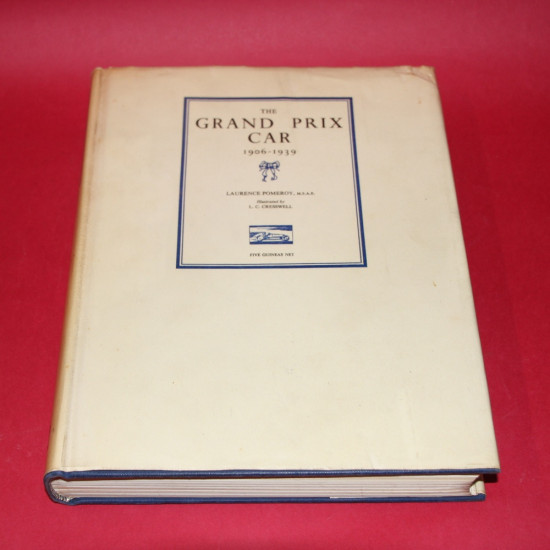 THE
GRAND PRIX
CAR
1906-1939
LAURENCE POMEROY, M.S.A.E.
Illustrated by
L. C. CRESSWELL
FIVE GUINEAS NET